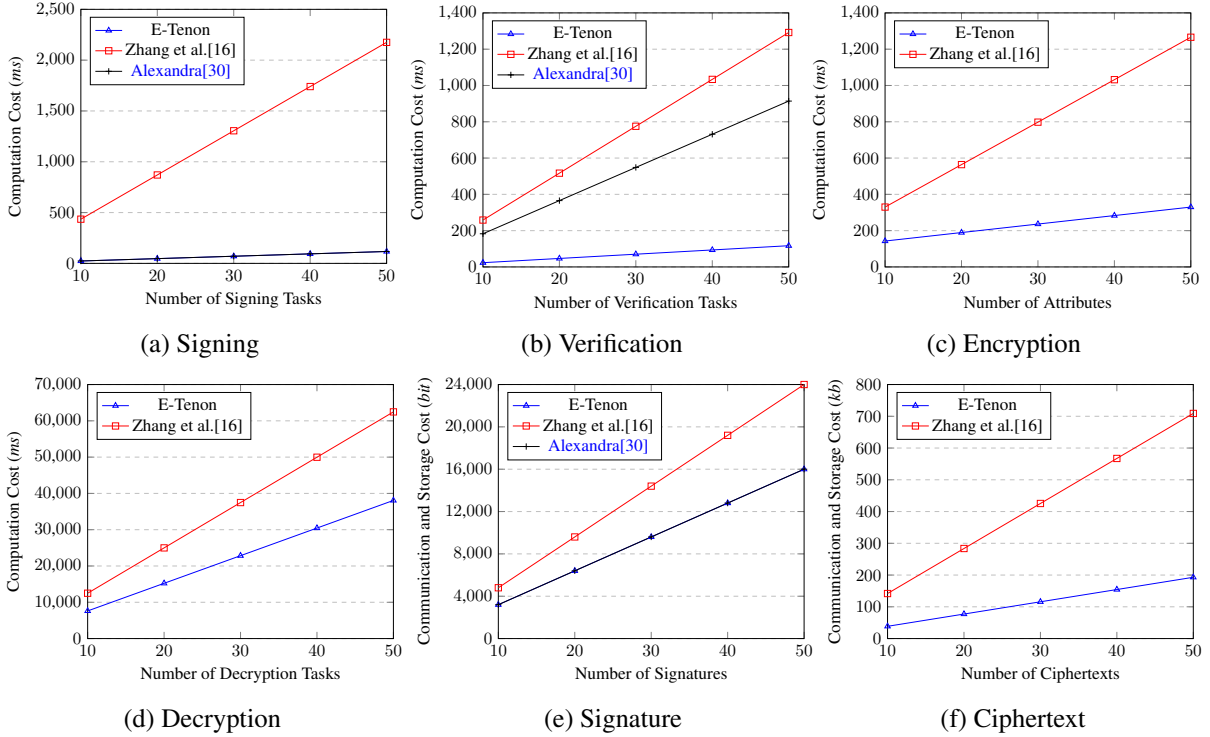 2,500
2,000
1,500
1,000
500
0
10 20 30 40 50
Computation Cost (ms)
Number of Signing Tasks
E-Tenon
Zhang et al.[16]
Alexandra[30]
(a) Signing
1,400
1,200
1,000
800
600
400
200
0
10 20 30 40 50
Computation Cost (ms)
Number of Verification Tasks
E-Tenon
Zhang et al.[16]
Alexandra[30]
(b) Verification
1,400
1,200
1,000
800
600
400
200
0
10 20 30 40 50
Computation Cost (ms)
Number of Attributes
E-Tenon
Zhang et al.[16]
(c) Encryption
70,000
60,000
50,000
40,000
30,000
20,000
10,000
0
10 20 30 40 50
Computation Cost (ms)
Number of Decryption Tasks
E-Tenon
Zhang et al.[16]
(d) Decryption
24,000
20,000
16,000
12,000
8,000
4,000
0
10 20 30 40 50
Communication and Storage Cost (bit)
Number of Signatures
E-Tenon
Zhang et al.[16]
Alexandra[30]
(e) Signature
800
700
600
500
400
300
200
100
0
10 20 30 40 50
Communication and Storage Cost (kb)
Number of Ciphertexts
E-Tenon
Zhang et al.[16]
(f) Ciphertext